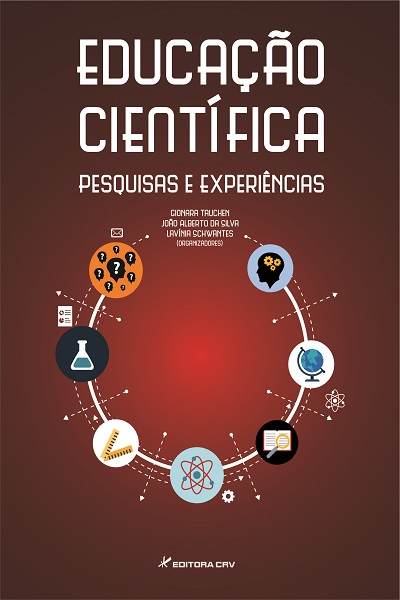 EDUCAÇÃO
CIENTÍFICA
PESQUISAS E EXPERIÊNCIAS
GIONARA TAUCHEN
JOÃO ALBERTO DA SILVA
LAVÍNIA SCHWANTES
(ORGANIZADORES)
EDITORA CRV